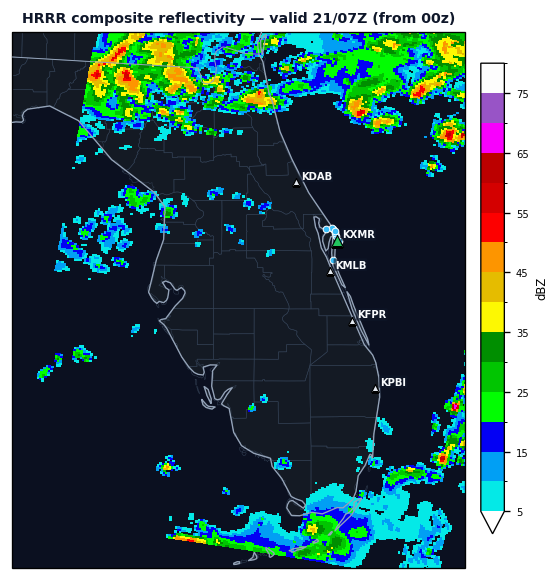 HRRR composite reflectivity — valid 21/07Z (from 00z)
KDAB
KXMR
KMLB
KFPR
KPBI
75
65
55
45
35
25
15
5
dBZ